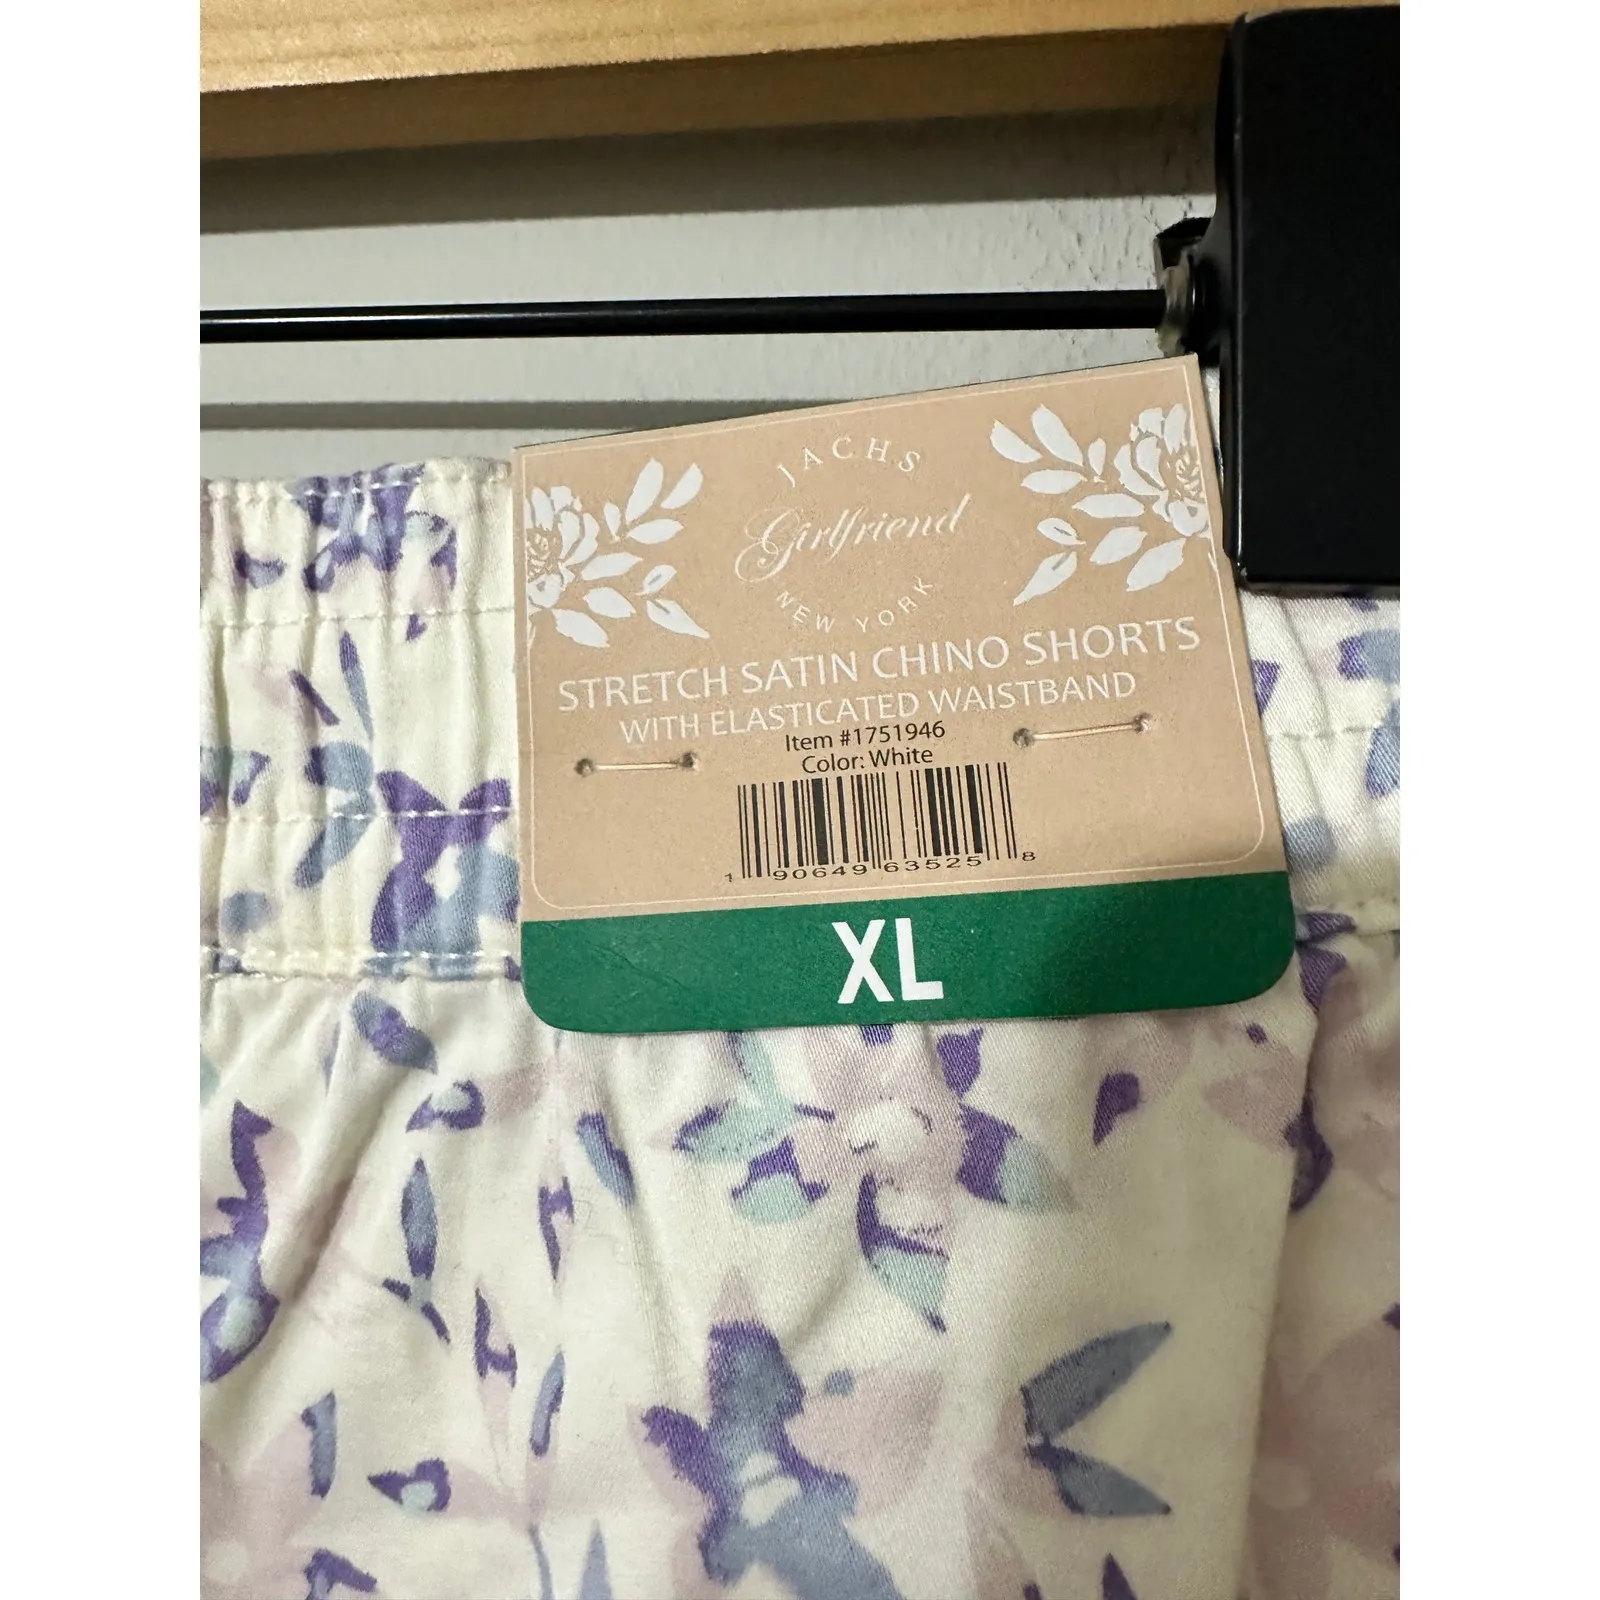 JACHS
Girlfriend
NEW YORK
STRETCH SATIN CHINO SHORTS
WITH ELASTICATED WAISTBAND
Item #1751946
Color: White
1 90649 63525 8
XL